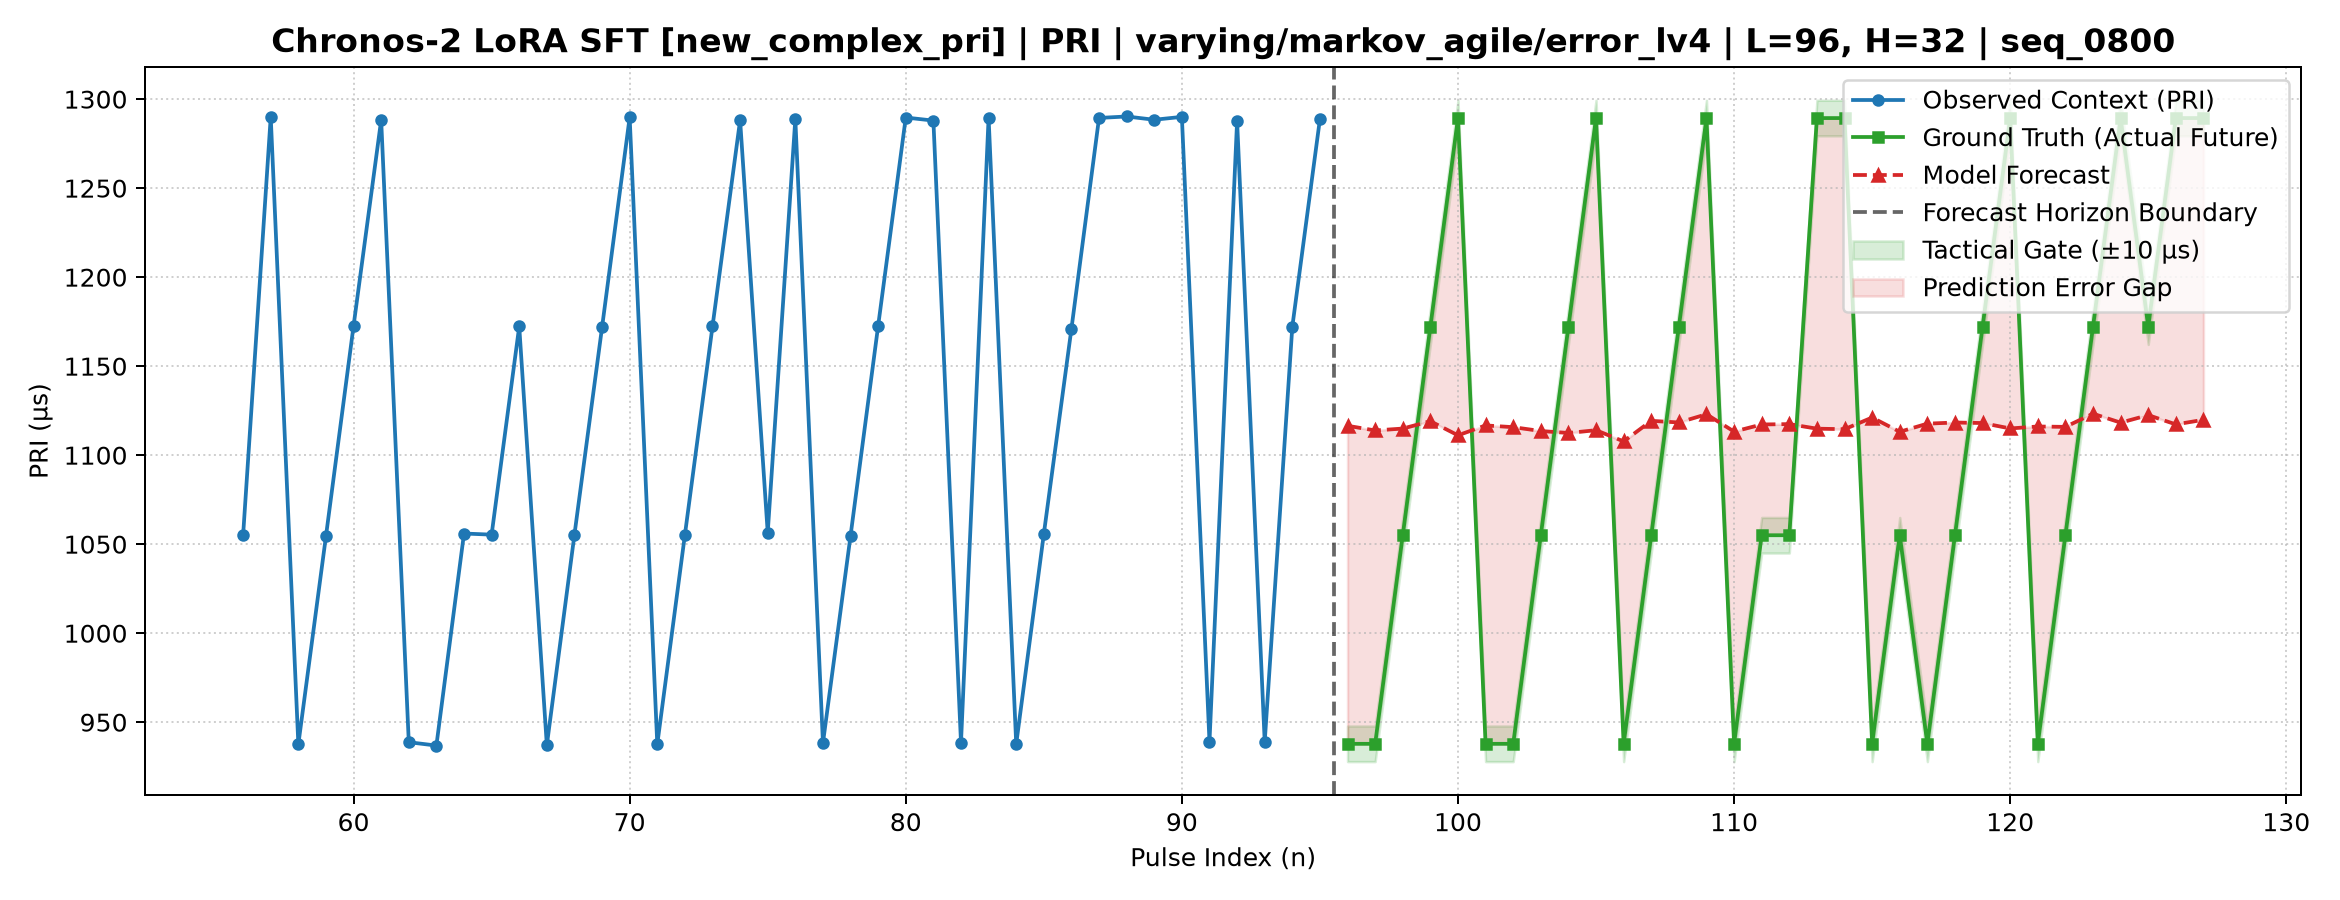 Chronos-2 LoRA SFT [new_complex_pri] | PRI | varying/markov_agile/error_lv4 | L=96, H=32 | seq_0800
1300
1250
1200
1150
1100
1050
1000
950
PRI (µs)
Observed Context (PRI)
Ground Truth (Actual Future)
Model Forecast
Forecast Horizon Boundary
Tactical Gate (±10 µs)
Prediction Error Gap
60 70 80 90 100 110 120 130
Pulse Index (n)